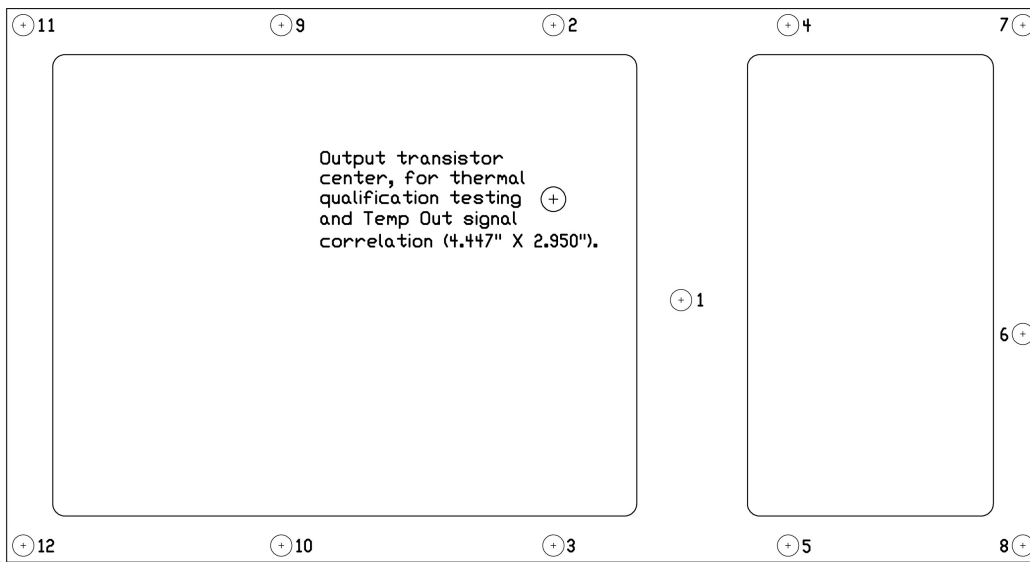 11
9
2
4
7
Output transistor
center, for thermal
qualification testing
and Temp Out signal
correlation (4.447" X 2.950").
1
6
12
10
3
5
8